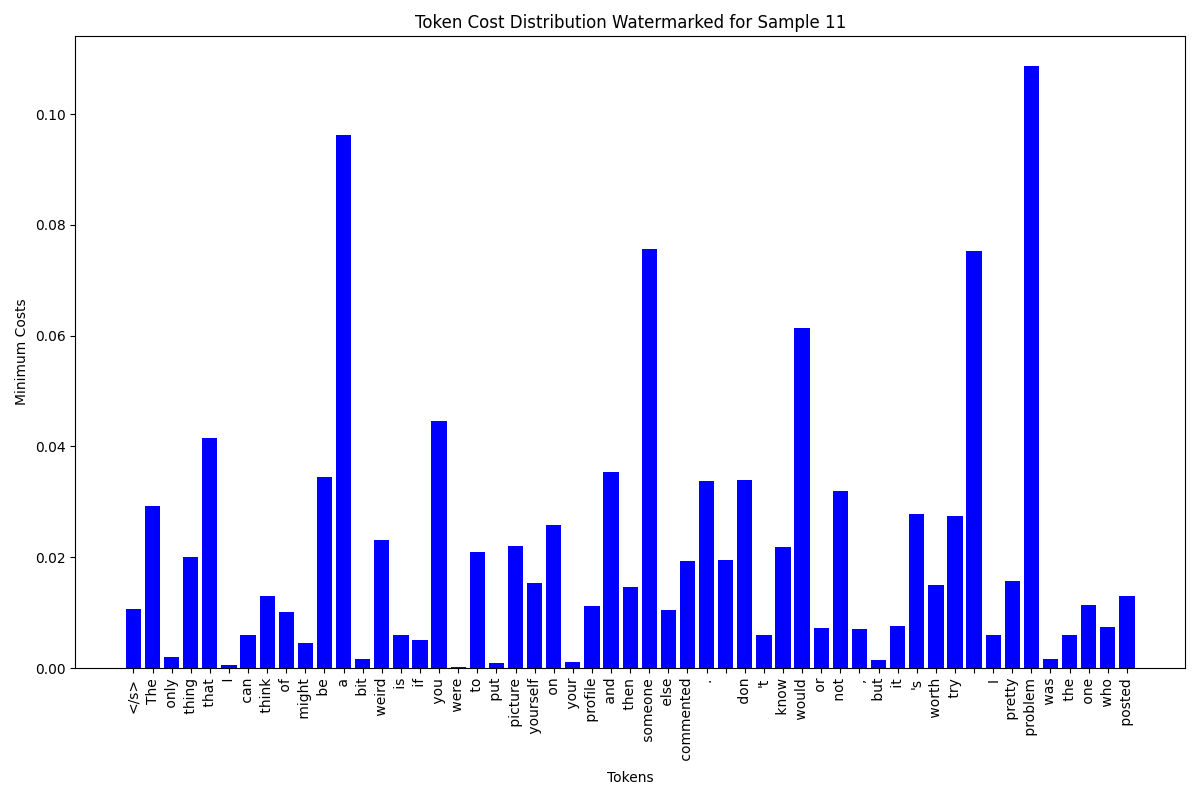 Token Cost Distribution Watermarked for Sample 11
Minimum Costs
0.10
0.08
0.06
0.04
0.02
0.00
</s>
The
only
thing
that
I
can
think
of
might
be
a
bit
weird
is
if
you
were
to
put
picture
yourself
on
your
profile
and
then
someone
else
commented
.
don
't
know
would
or
not
,
but
it
's
worth
try
I
pretty
problem
was
the
one
who
posted
Tokens